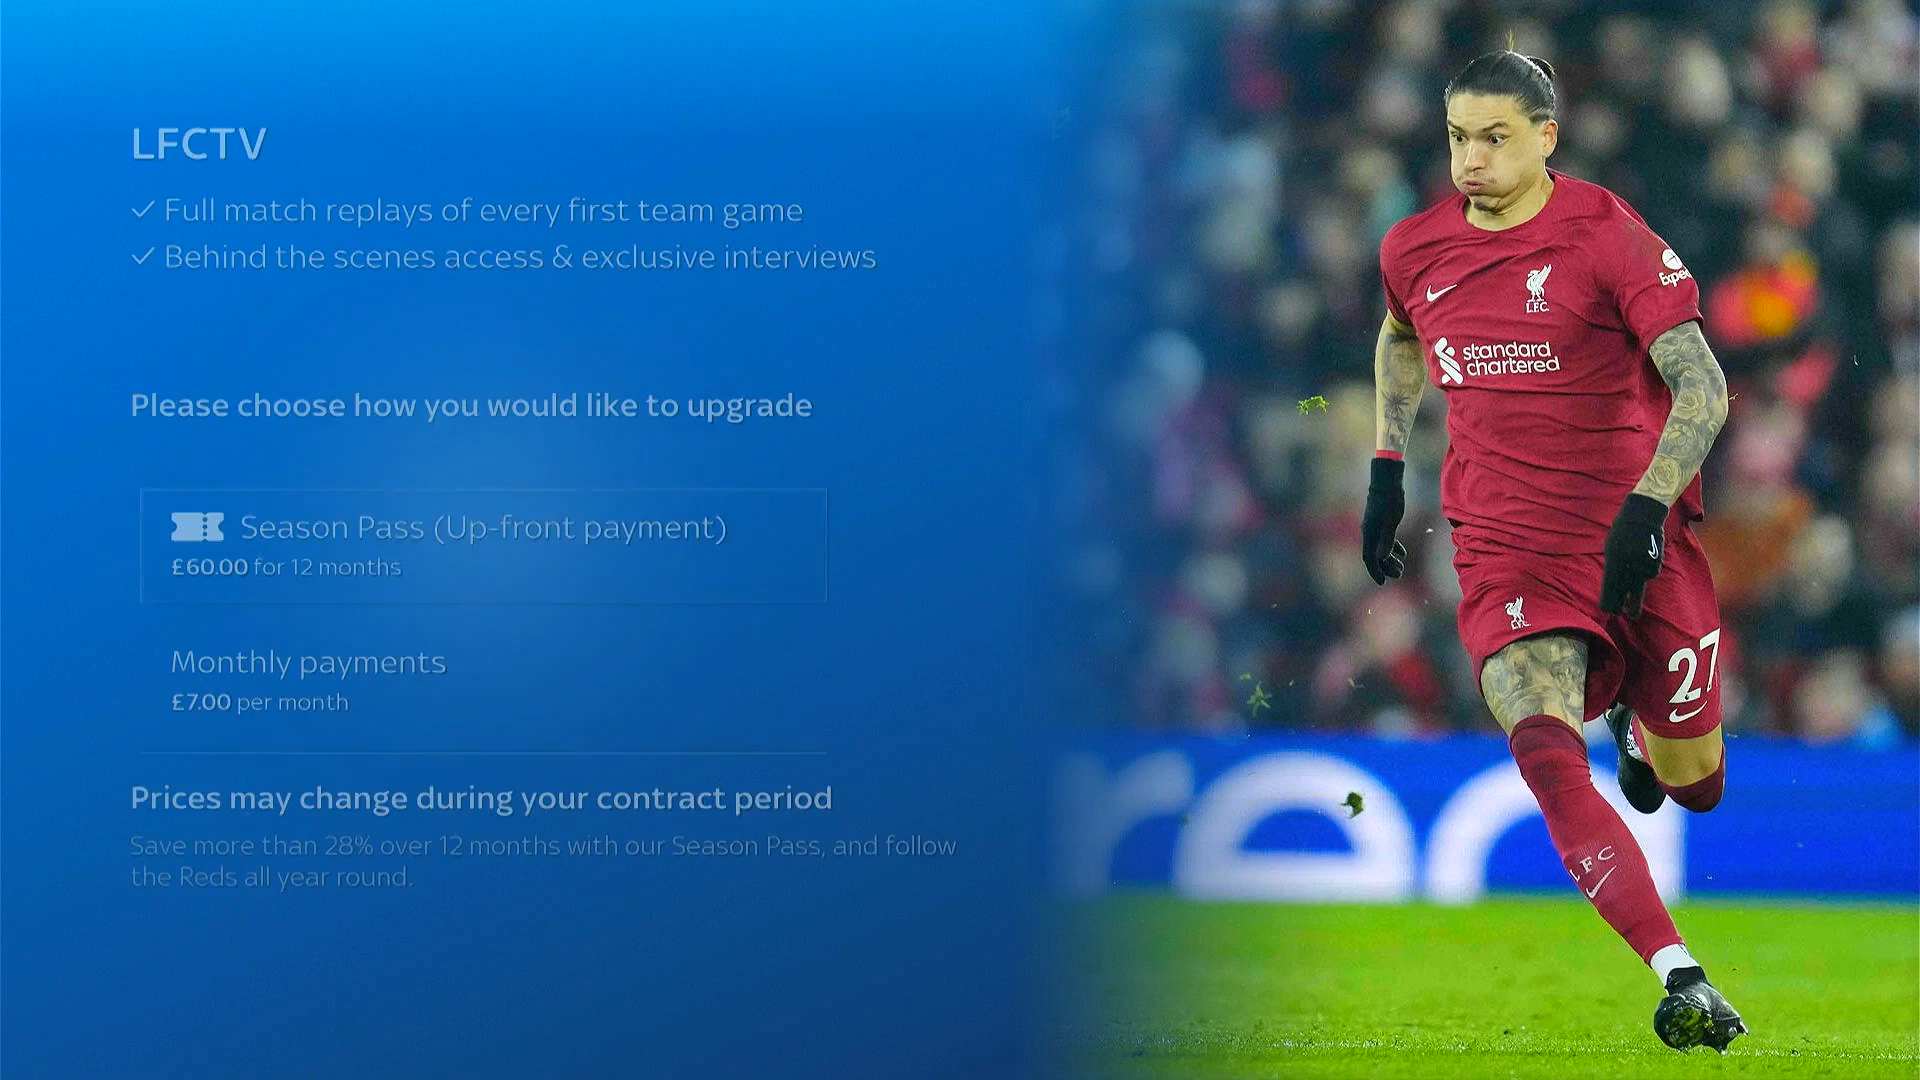 LFCTV
✓ Full match replays of every first team game
✓ Behind the scenes access & exclusive interviews
Please choose how you would like to upgrade
Season Pass (Up-front payment)
£60.00 for 12 months
Monthly payments
£7.00 per month
Prices may change during your contract period
Save more than 28% over 12 months with our Season Pass, and follow
the Reds all year round.
L.F.C.
standard
chartered
L.F.C.
27
LFC